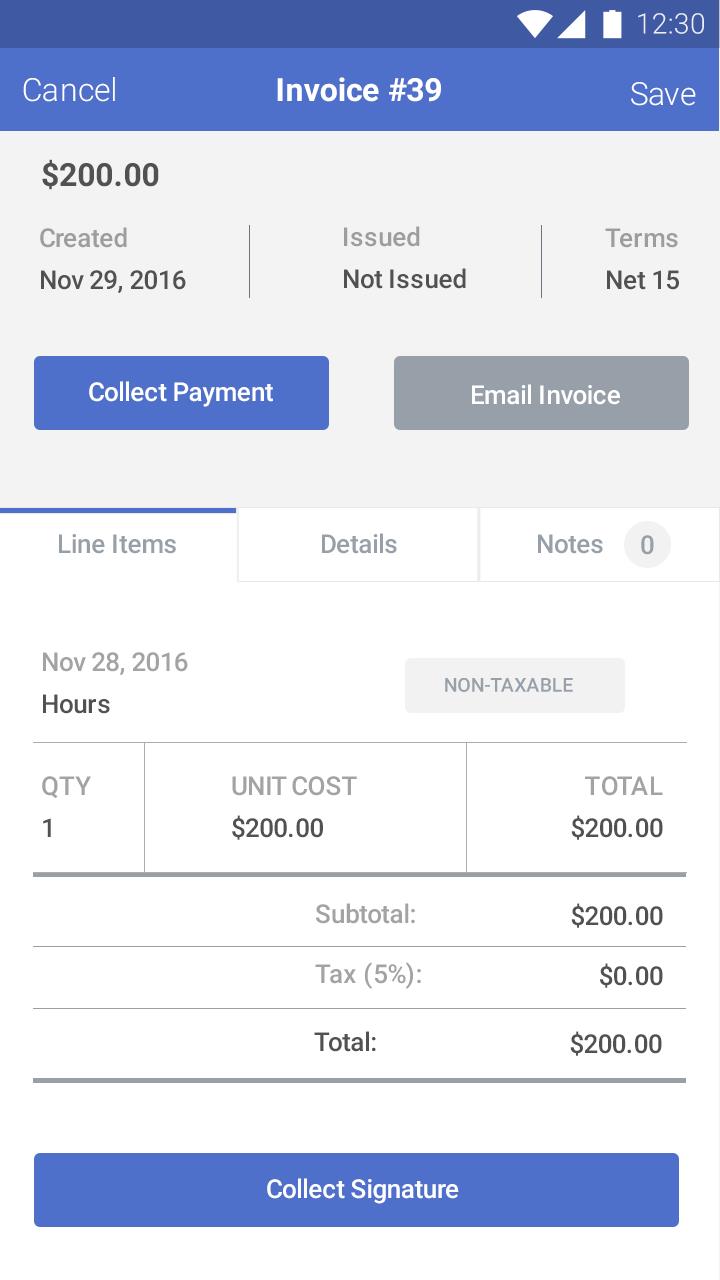 12:30
Cancel Invoice #39 Save
$200.00
Created Issued Terms
Nov 29, 2016 Not Issued Net 15
Collect Payment Email Invoice
Line Items Details Notes 0
Nov 28, 2016
Hours NON-TAXABLE
QTY UNIT COST TOTAL
1 $200.00 $200.00
Subtotal: $200.00
Tax (5%): $0.00
Total: $200.00
Collect Signature